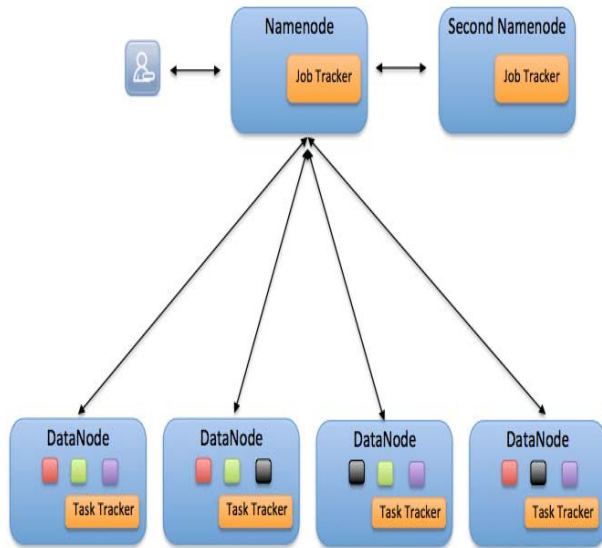 Namenode
Job Tracker
Second Namenode
Job Tracker
DataNode
Task Tracker
DataNode
Task Tracker
DataNode
Task Tracker
DataNode
Task Tracker